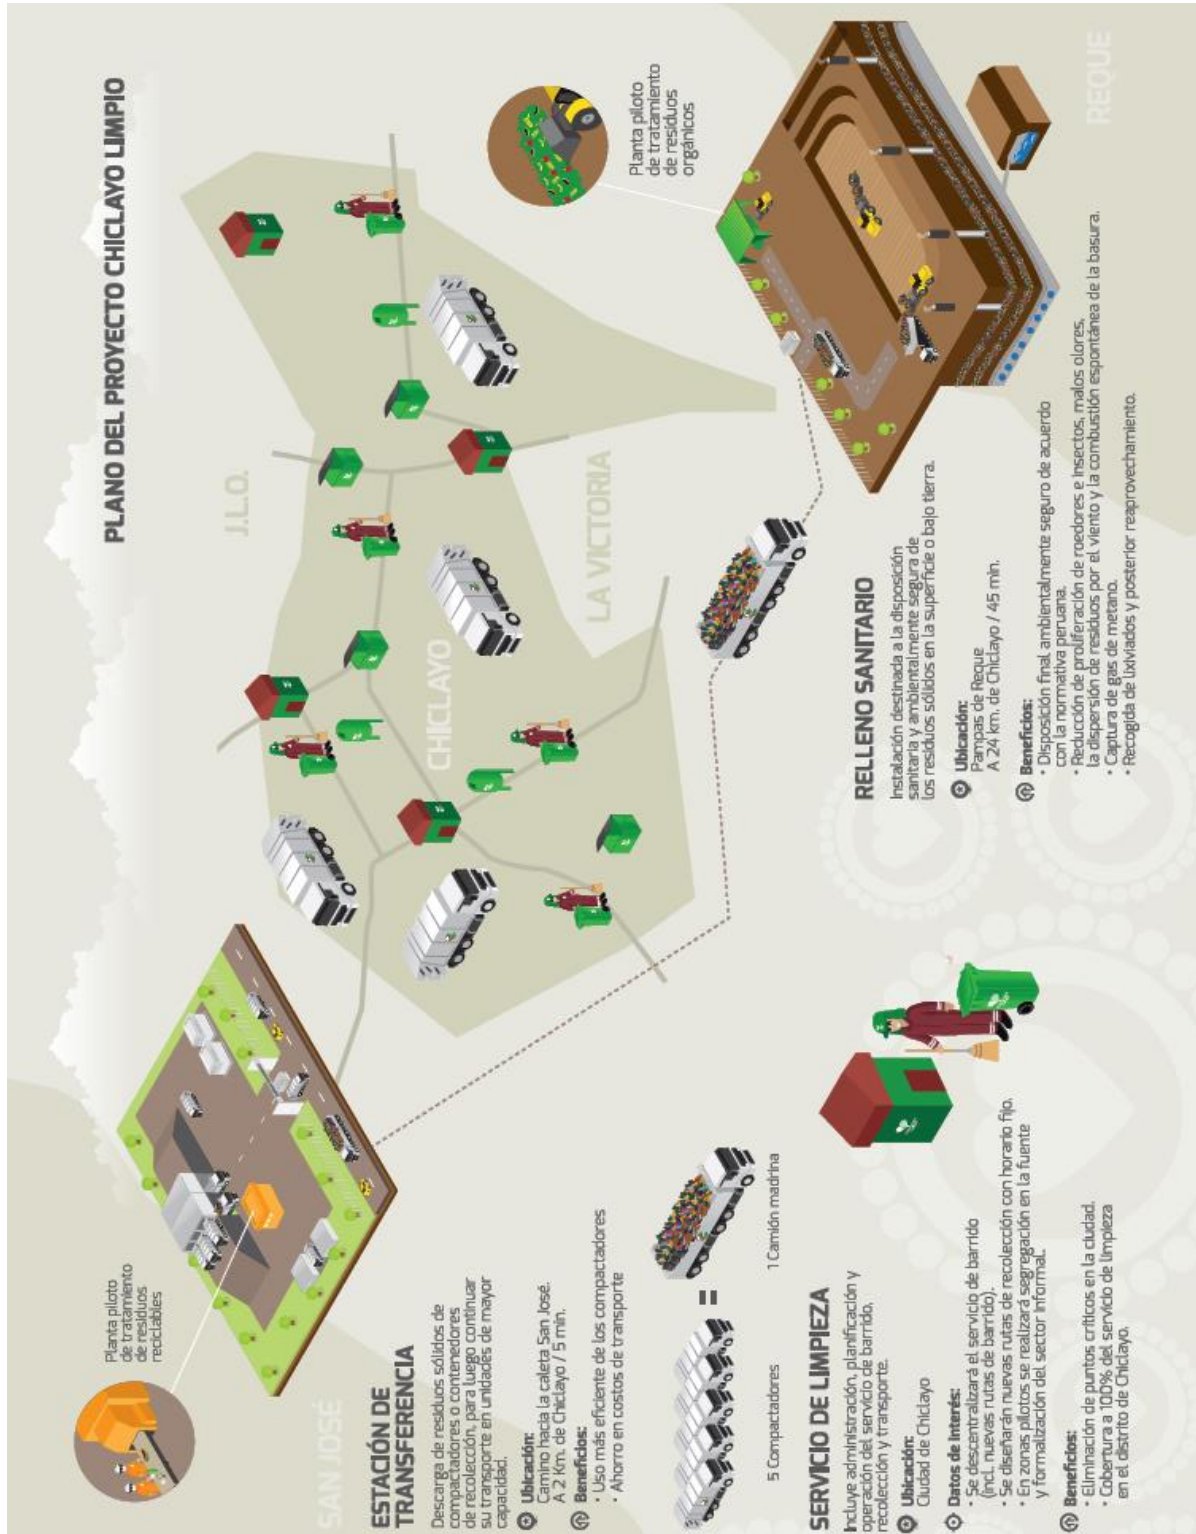 PLANO DEL PROYECTO CHICLAYO LIMPIO
Planta piloto
de tratamiento
de residuos
reciclables
SAN JOSÉ
J.L.O.
CHICLAYO
LA VICTORIA
REQUE
Planta piloto
de tratamiento
de residuos
orgánicos
ESTACIÓN DE
TRANSFERENCIA
Descarga de residuos sólidos de
compactadores o contenedores
de recolección, para luego continuar
su transporte en unidades de mayor
capacidad.
Ubicación:
Camino hacia la caleta San José.
A 2 Km. de Chiclayo / 5 min.
Beneficios:
• Uso más eficiente de los compactadores
• Ahorro en costos de transporte
5 Compactadores
=
1 Camión madrina
SERVICIO DE LIMPIEZA
Incluye administración, planificación y
operación del servicio de barrido,
recolección y transporte.
Ubicación:
Ciudad de Chiclayo
Datos de Interés:
• Se descentralizará el servicio de barrido
(incl. nuevas rutas de barrido).
• Se diseñarán nuevas rutas de recolección con horario fijo.
• En zonas pilotos se realizará segregación en la fuente
y formalización del sector informal.
Beneficios:
• Eliminación de puntos críticos en la ciudad.
• Cobertura a 100% del servicio de limpieza
en el distrito de Chiclayo.
RELLENO SANITARIO
Instalación destinada a la disposición
sanitaria y ambientalmente segura de
los residuos sólidos en la superficie o bajo tierra.
Ubicación:
Pampas de Reque
A 24 km. de Chiclayo / 45 min.
Beneficios:
• Disposición final ambientalmente seguro de acuerdo
con la normativa peruana.
• Reducción de proliferación de roedores e insectos, malos olores,
la dispersión de residuos por el viento y la combustión espontánea de la basura.
• Captura de gas de metano.
• Recogida de lixiviados y posterior reaprovechamiento.